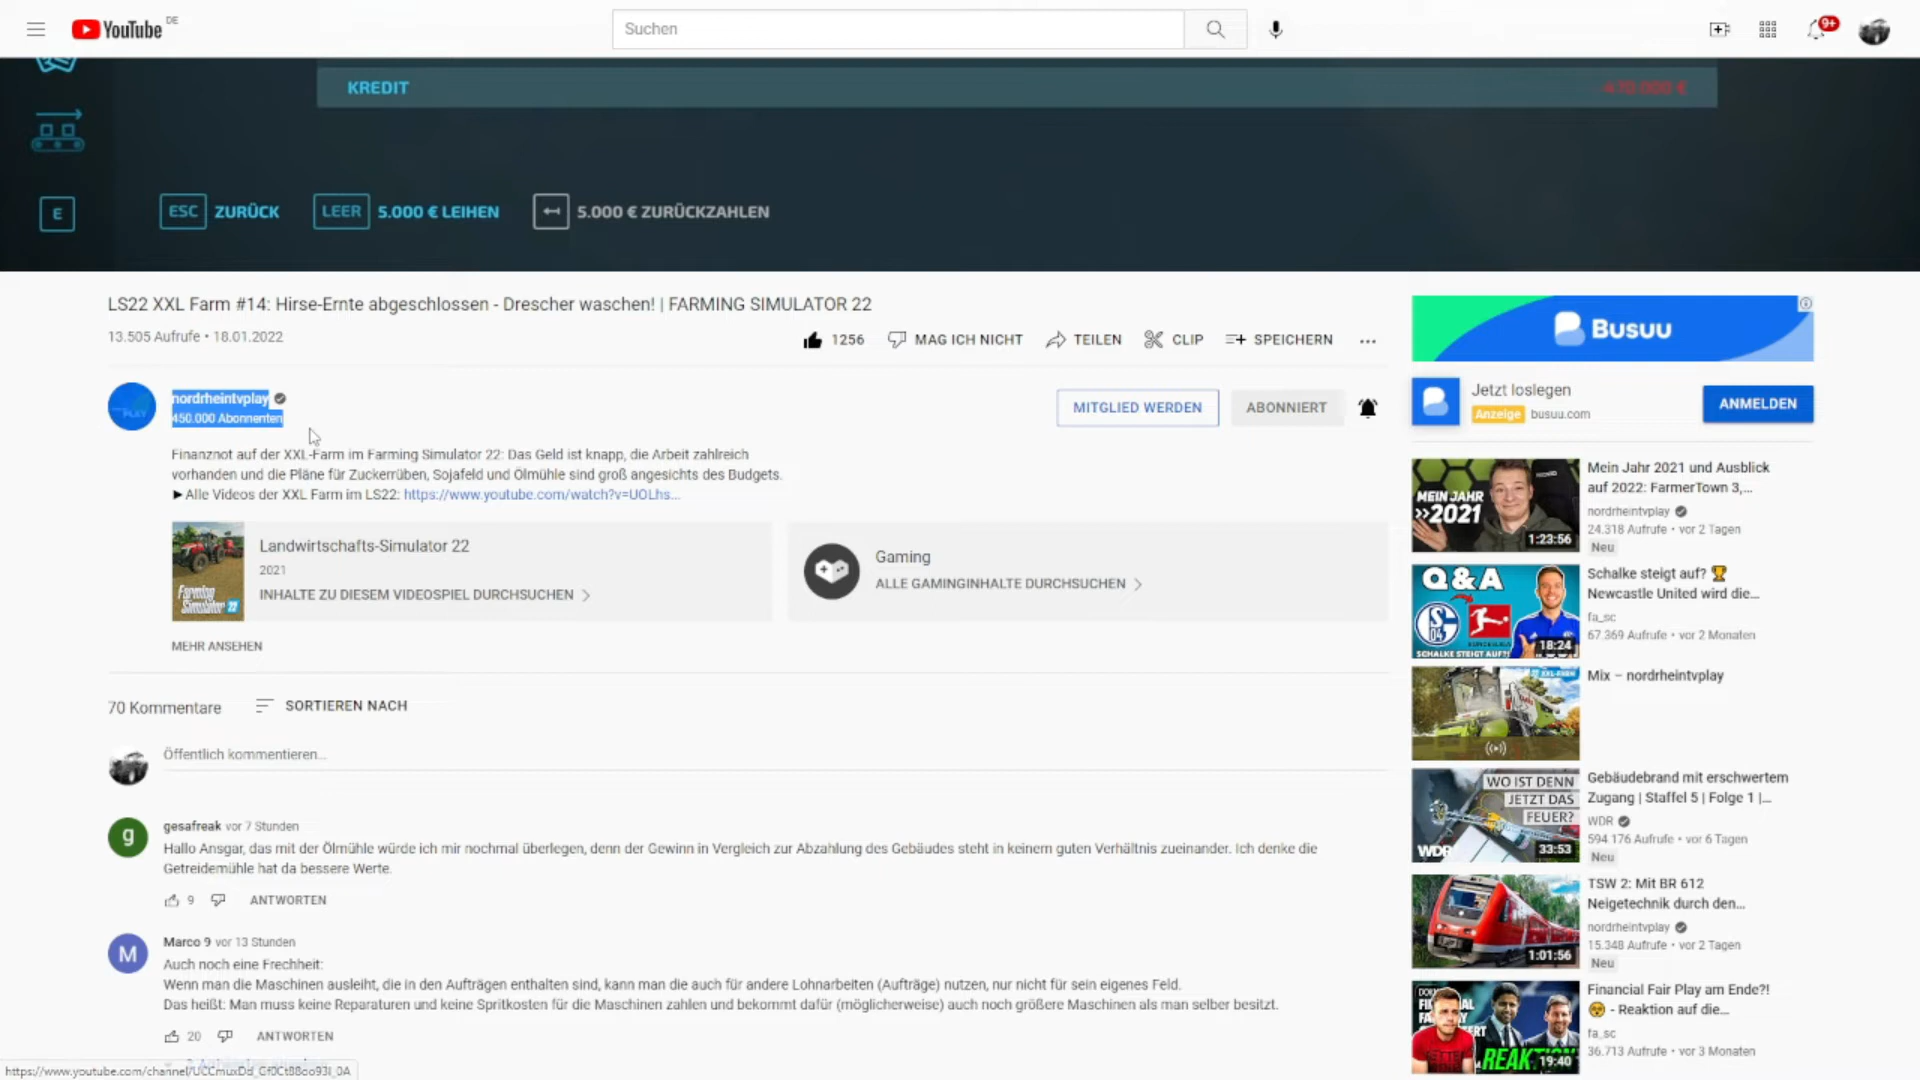 YouTube DE
Suchen
9+
KREDIT
-470.000 €
E
ESC ZURÜCK LEER 5.000 € LEIHEN 5.000 € ZURÜCKZAHLEN
LS22 XXL Farm #14: Hirse-Ernte abgeschlossen - Drescher waschen! | FARMING SIMULATOR 22
13.505 Aufrufe • 18.01.2022
1256 MAG ICH NICHT TEILEN CLIP SPEICHERN
nordrheintvplay
450.000 Abonnenten
MITGLIED WERDEN ABONNIERT
Finanznot auf der XXL-Farm im Farming Simulator 22: Das Geld ist knapp, die Arbeit zahlreich
vorhanden und die Pläne für Zuckerrüben, Sojafeld und Ölmühle sind groß angesichts des Budgets.
►Alle Videos der XXL Farm im LS22: https://www.youtube.com/watch?v=UOLhs...
Farming
Simulator 22
Landwirtschafts-Simulator 22
2021
INHALTE ZU DIESEM VIDEOSPIEL DURCHSUCHEN
Gaming
ALLE GAMINGINHALTE DURCHSUCHEN
MEHR ANSEHEN
70 Kommentare SORTIEREN NACH
Öffentlich kommentieren...
g
gesafreak vor 7 Stunden
Hallo Ansgar, das mit der Ölmühle würde ich mir nochmal überlegen, denn der Gewinn in Vergleich zur Abzahlung des Gebäudes steht in keinem guten Verhältnis zueinander. Ich denke die
Getreidemühle hat da bessere Werte.
9 ANTWORTEN
M
Marco 9 vor 13 Stunden
Auch noch eine Frechheit:
Wenn man die Maschinen ausleiht, die in den Aufträgen enthalten sind, kann man die auch für andere Lohnarbeiten (Aufträge) nutzen, nur nicht für sein eigenes Feld.
Das heißt: Man muss keine Reparaturen und keine Spritkosten für die Maschinen zahlen und bekommt dafür (möglicherweise) auch noch größere Maschinen als man selber besitzt.
20 ANTWORTEN
Busuu
Jetzt loslegen
Anzeige busuu.com
ANMELDEN
MEIN JAHR
>>2021
1:23:56
Mein Jahr 2021 und Ausblick
auf 2022: FarmerTown 3,...
nordrheintvplay
24.318 Aufrufe • vor 2 Tagen
Neu
Q&A
SCHALKE STEIGT AUF?!
18:24
Schalke steigt auf? 🏆
Newcastle United wird die...
fa_sc
67.369 Aufrufe • vor 2 Monaten
Mix – nordrheintvplay
WO IST DENN
JETZT DAS
FEUER?
WDR
33:53
Gebäudebrand mit erschwertem
Zugang | Staffel 5 | Folge 1 |...
WDR
594.176 Aufrufe • vor 6 Tagen
Neu
1:01:56
TSW 2: Mit BR 612
Neigetechnik durch den...
nordrheintvplay
15.348 Aufrufe • vor 2 Tagen
Neu
19:40
Financial Fair Play am Ende?!
- Reaktion auf die...
fa_sc
36.713 Aufrufe • vor 3 Monaten